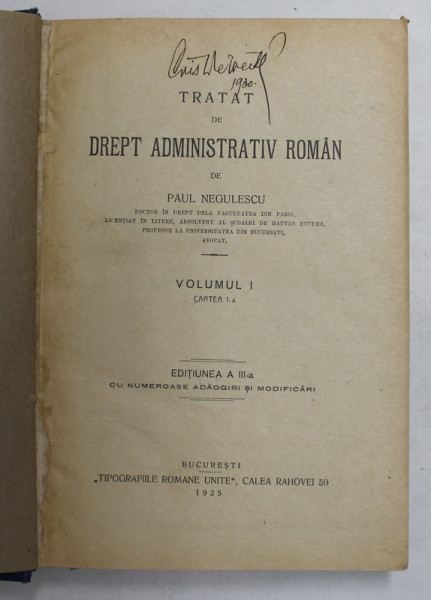 1930.
TRATAT
DE
DREPT ADMINISTRATIV ROMÂN
DE
PAUL NEGULESCU
DOCTOR ÎN DREPT DELA FACULTATEA DIN PARIS,
LICENȚIAT ÎN LITERE, ABSOLVENT AL ȘCOALEI DE HAUTES ETUDES,
PROFESOR LA UNIVERSITATEA DIN BUCUREȘTI,
AVOCAT,
VOLUMUL I
CARTEA I-a
EDIȚIUNEA A III-a
CU NUMEROASE ADĂOGIRI ȘI MODIFICĂRI
BUCUREȘTI
„TIPOGRAFIILE ROMANE UNITE", CALEA RAHOVEI 59
1925